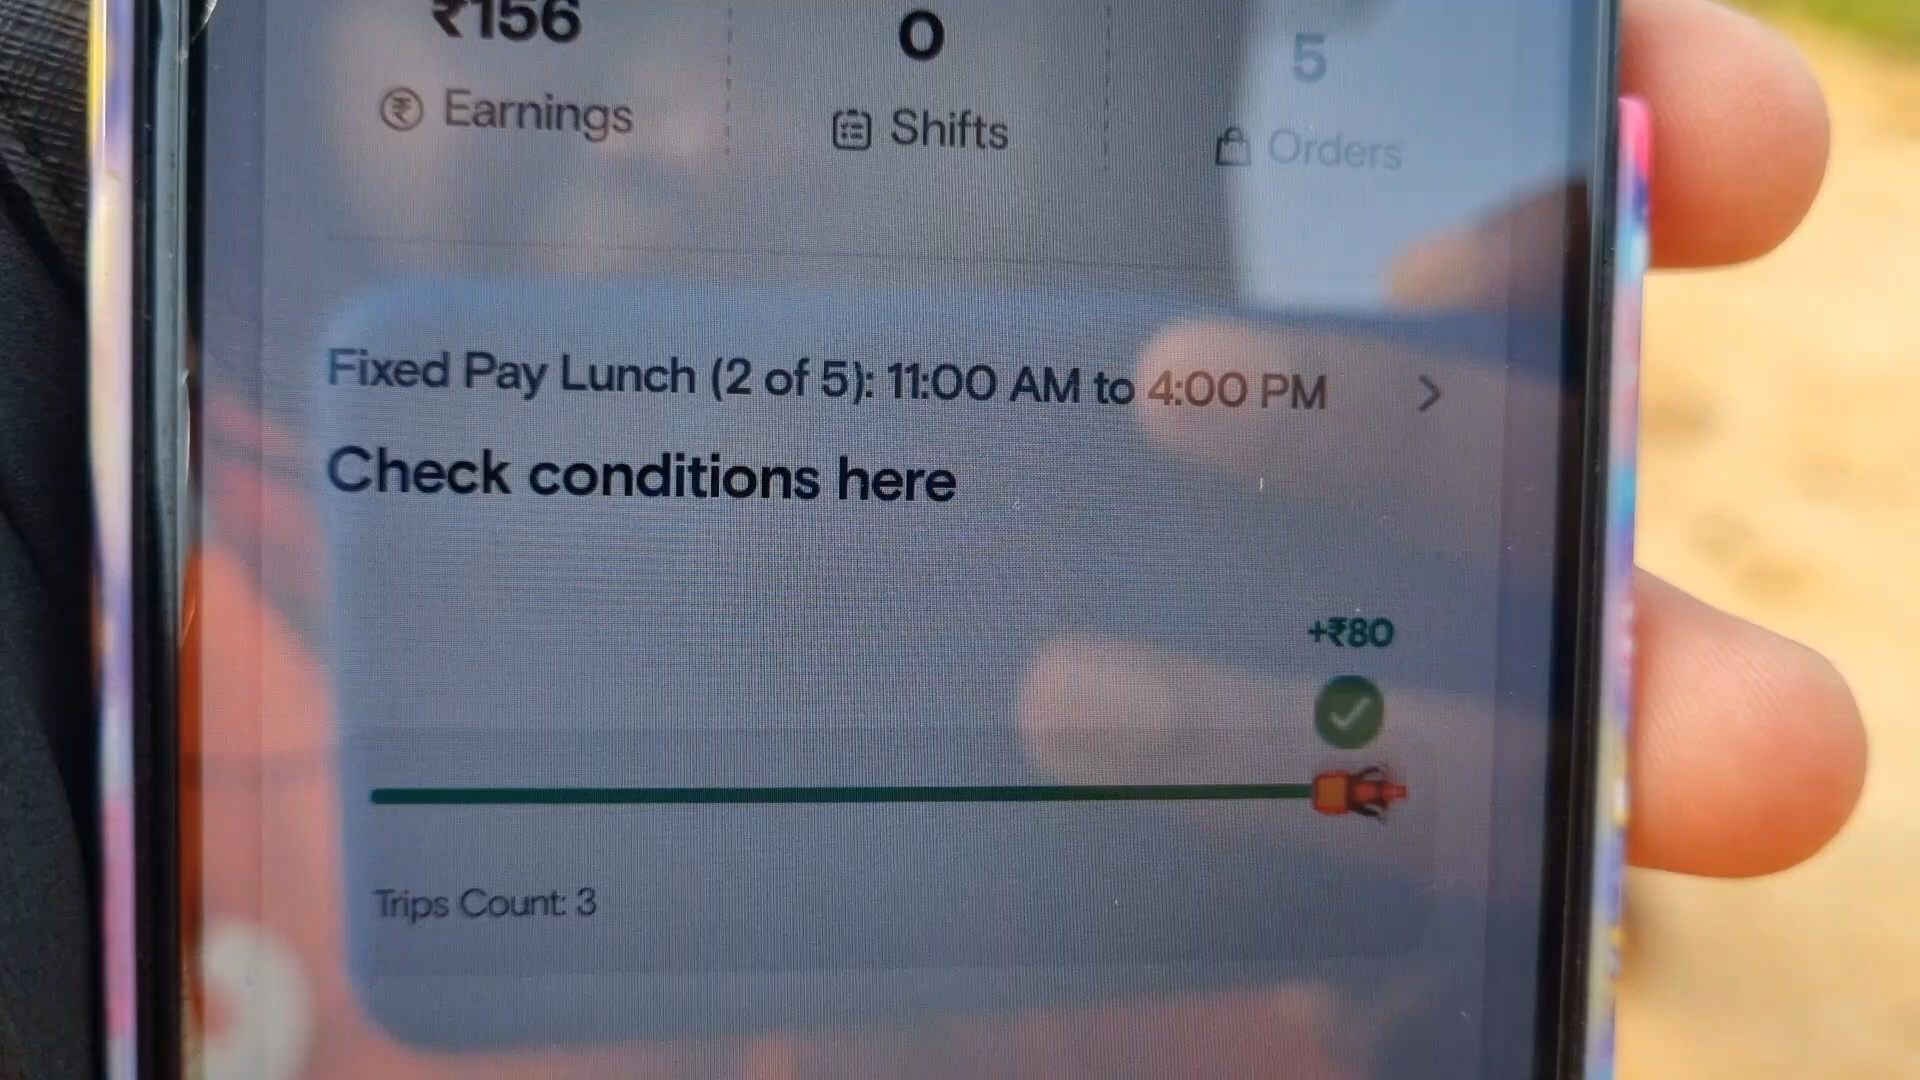 ₹156
0
5
Earnings
Shifts
Orders
Fixed Pay Lunch (2 of 5): 11:00 AM to 4:00 PM
Check conditions here
+₹80
Trips Count: 3